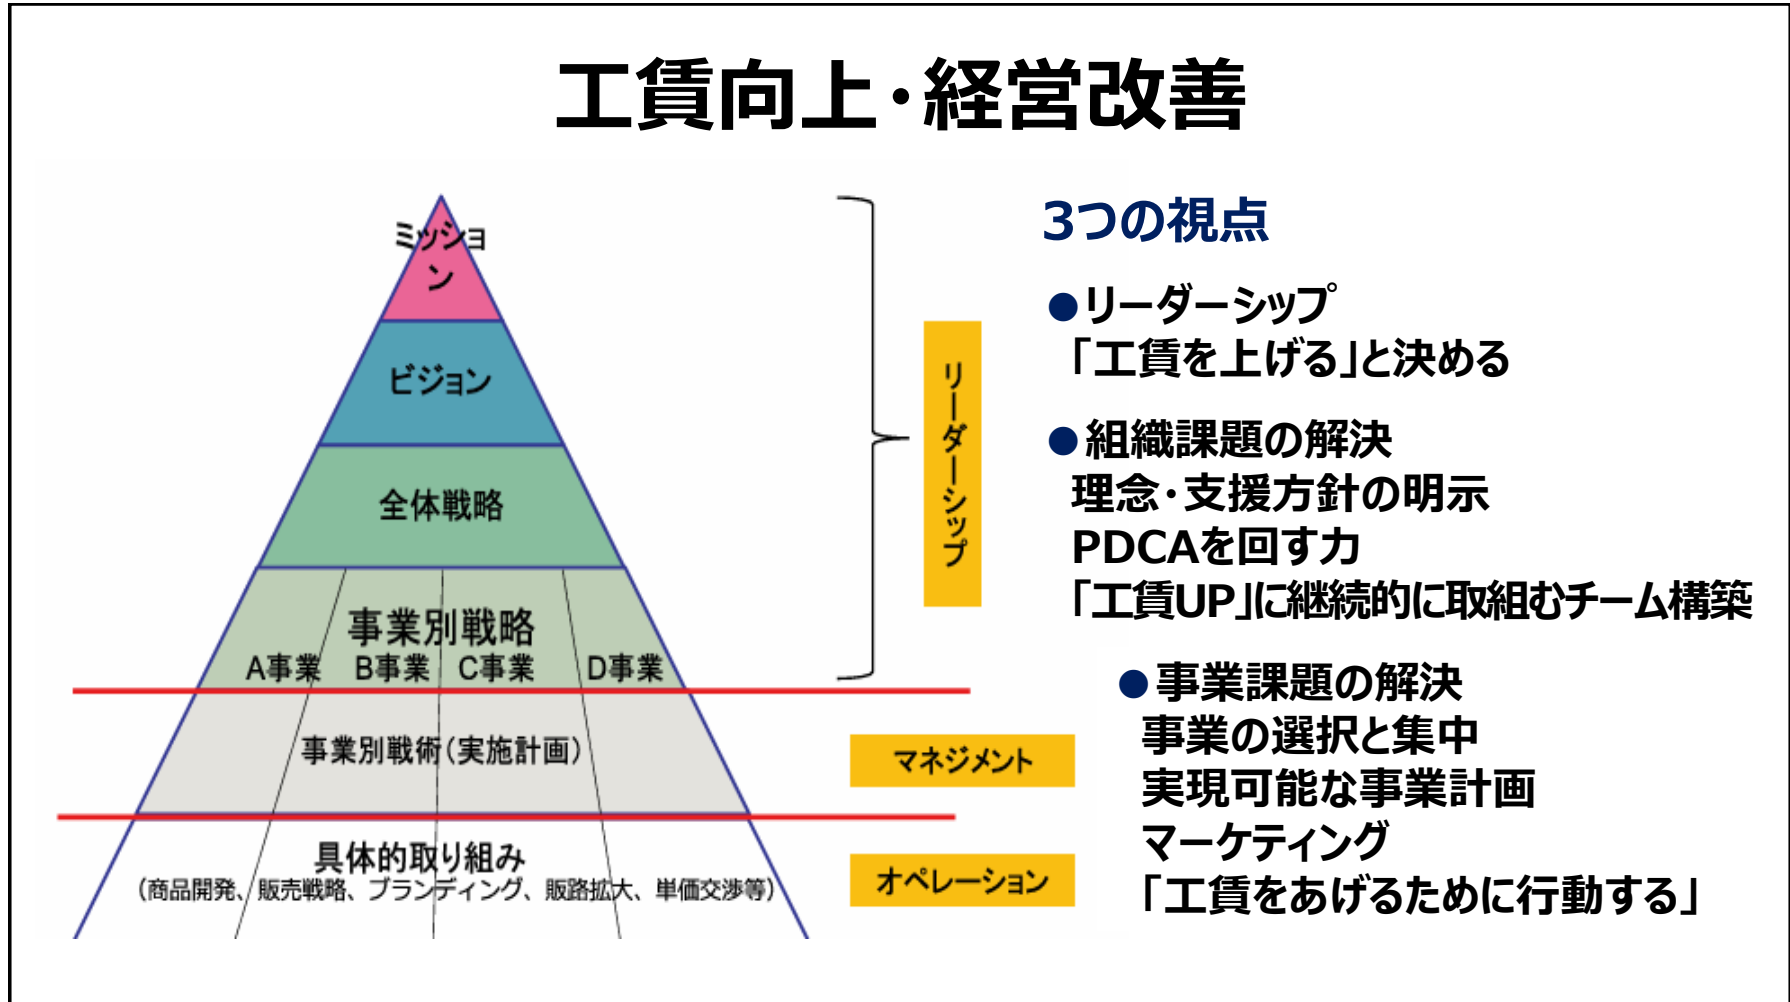 工賃向上・経営改善
ミッショ
ン
ビジョン
全体戦略
事業別戦略
A事業 B事業 C事業 D事業
事業別戦術(実施計画)
具体的取り組み
(商品開発、販売戦略、ブランディング、販路拡大、単価交渉等)
リーダーシップ
マネジメント
オペレーション
3つの視点
●リーダーシップ
「工賃を上げる」と決める
●組織課題の解決
理念・支援方針の明示
PDCAを回す力
「工賃UP」に継続的に取組むチーム構築
●事業課題の解決
事業の選択と集中
実現可能な事業計画
マーケティング
「工賃をあげるために行動する」